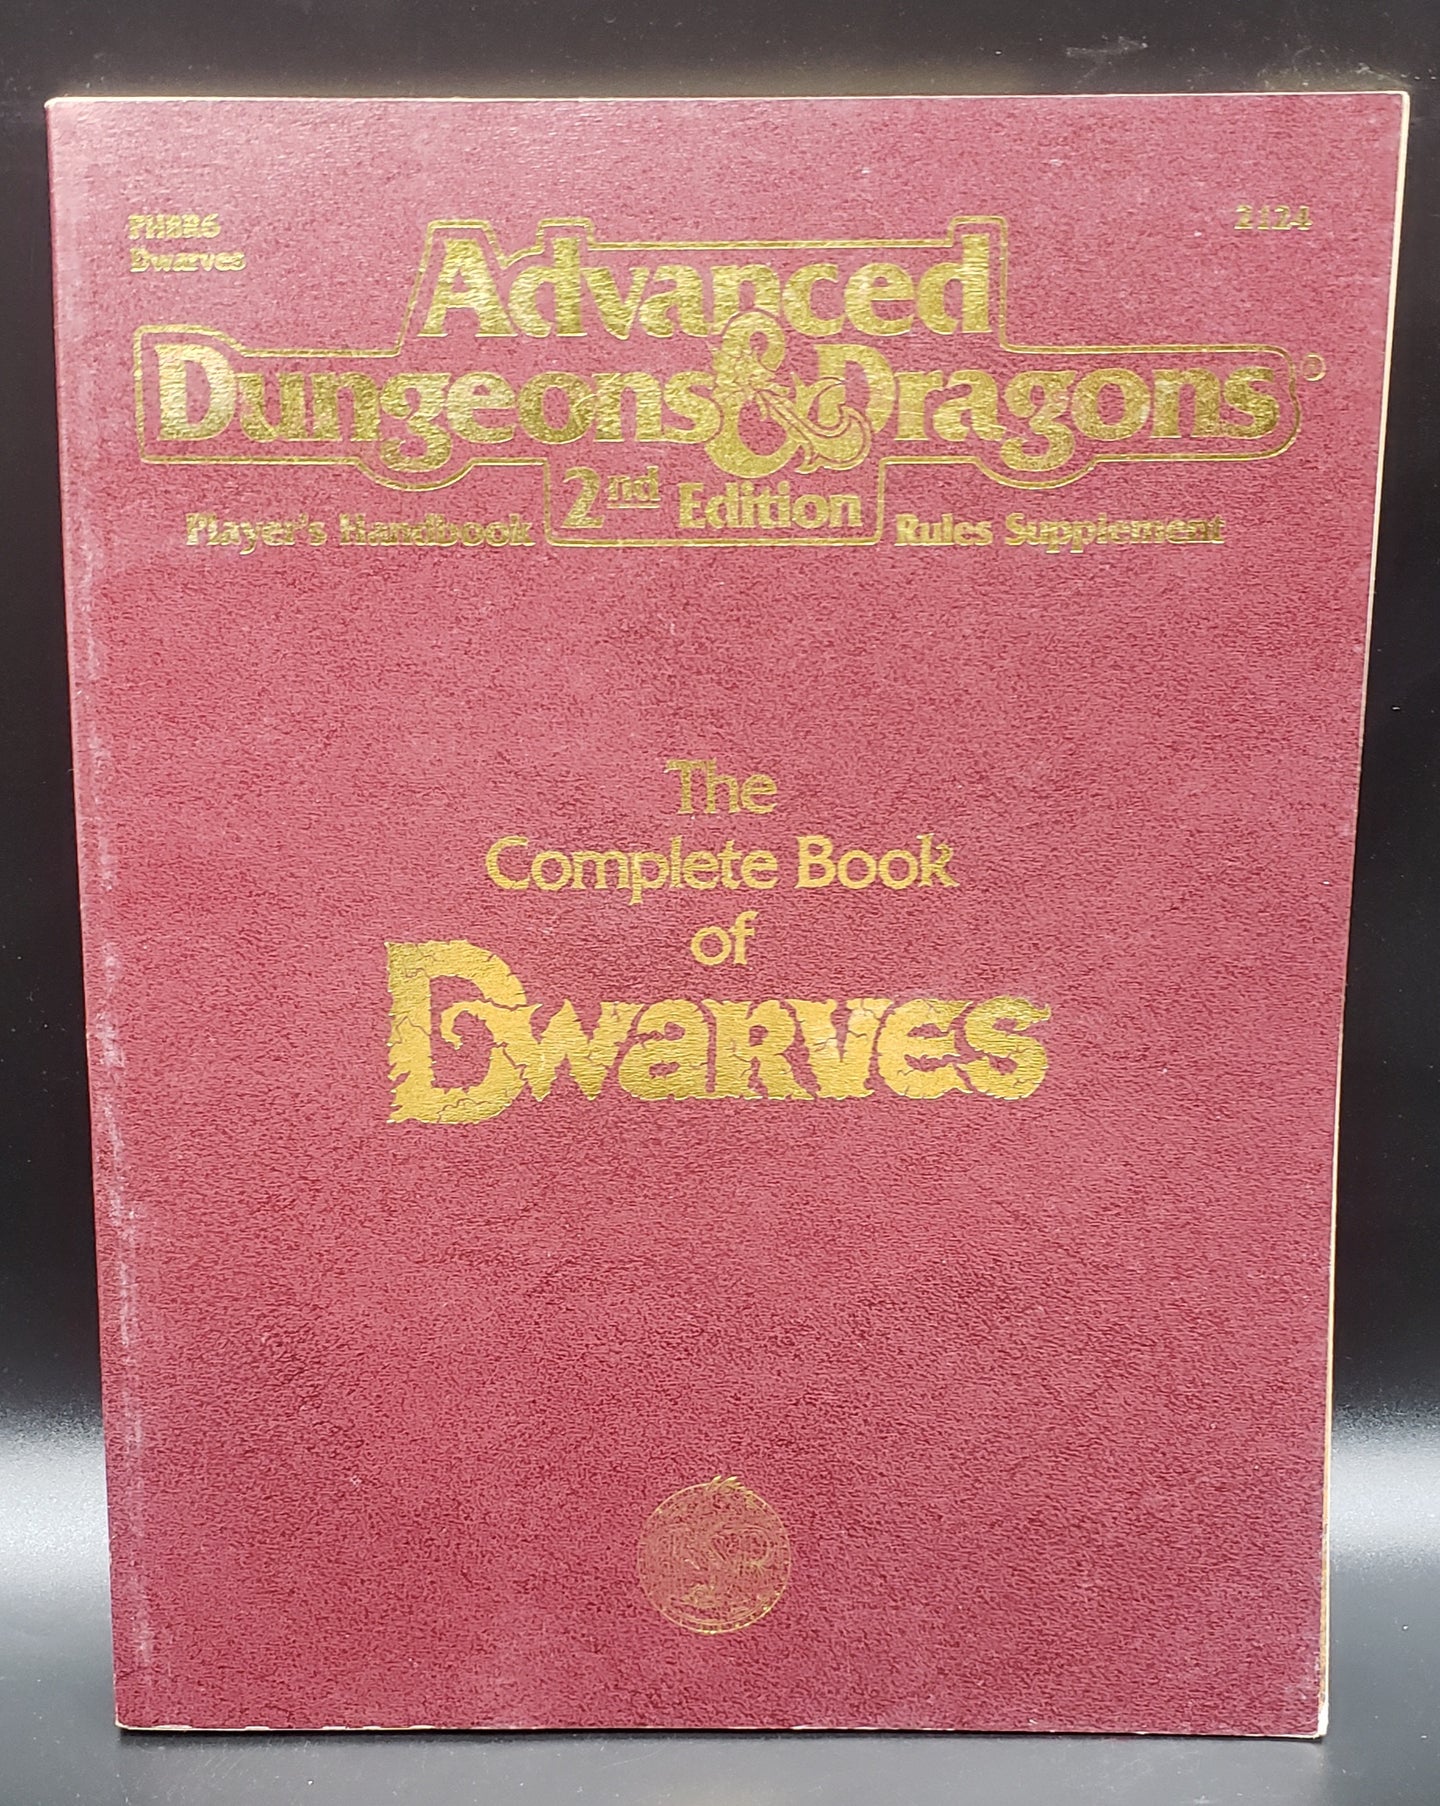 PHBR6
Dwarves
2124
Advanced
Dungeons & Dragons®
2nd Edition
Player's Handbook Rules Supplement
The
Complete Book
of
Dwarves